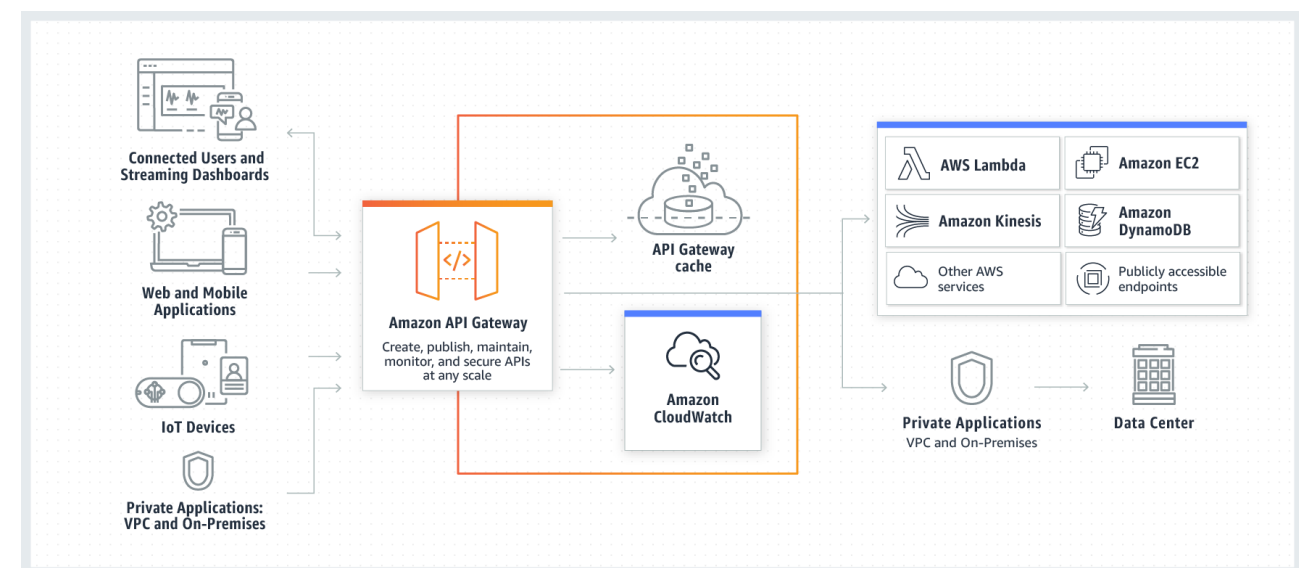 Connected Users and
Streaming Dashboards
Web and Mobile
Applications
IoT Devices
Private Applications:
VPC and On-Premises
</>
Amazon API Gateway
Create, publish, maintain,
monitor, and secure APIs
at any scale
API Gateway
cache
Amazon
CloudWatch
AWS Lambda
Amazon EC2
Amazon Kinesis
Amazon
DynamoDB
Other AWS
services
Publicly accessible
endpoints
Private Applications
VPC and On-Premises
Data Center